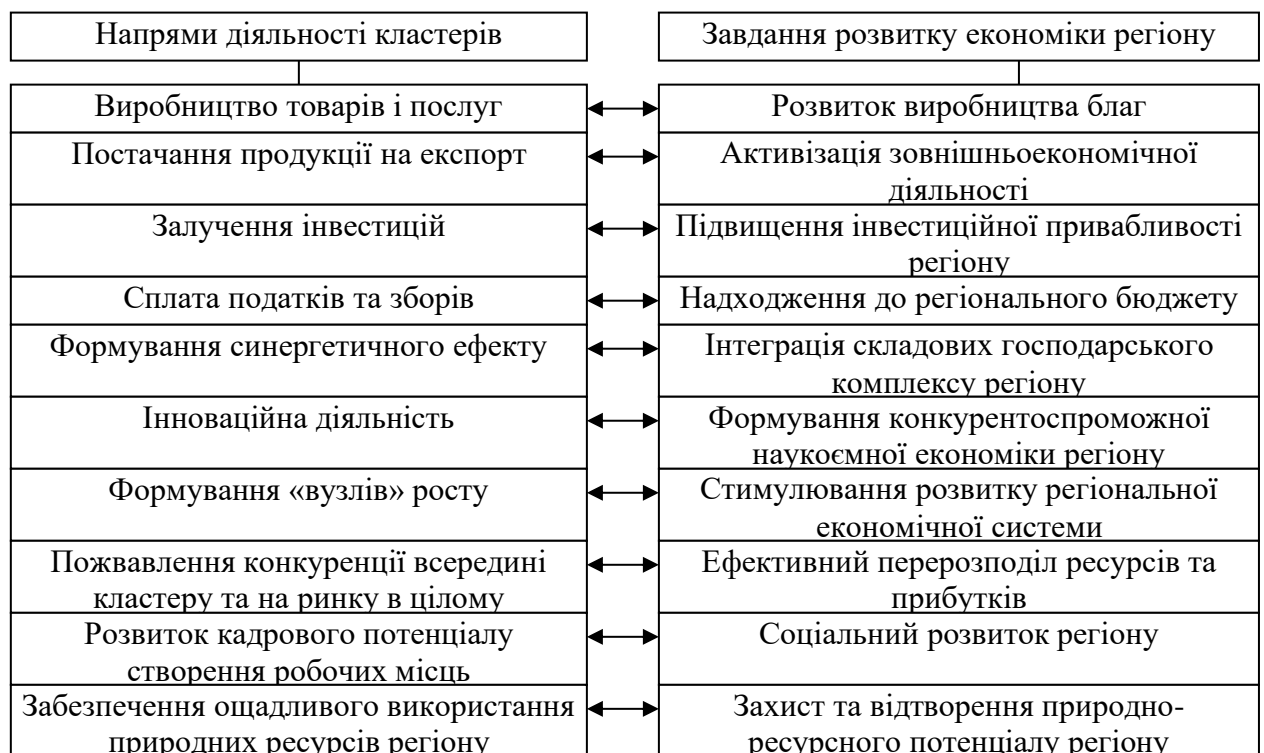 Напрями діяльності кластерів
Завдання розвитку економіки регіону
Виробництво товарів і послуг
Розвиток виробництва благ
Постачання продукції на експорт
Активізація зовнішньоекономічної
діяльності
Залучення інвестицій
Підвищення інвестиційної привабливості
регіону
Сплата податків та зборів
Надходження до регіонального бюджету
Формування синергетичного ефекту
Інтеграція складових господарського
комплексу регіону
Інноваційна діяльність
Формування конкурентоспроможної
наукоємної економіки регіону
Формування «вузлів» росту
Стимулювання розвитку регіональної
економічної системи
Пожвавлення конкуренції всередині
кластеру та на ринку в цілому
Ефективний перерозподіл ресурсів та
прибутків
Розвиток кадрового потенціалу
створення робочих місць
Соціальний розвиток регіону
Забезпечення ощадливого використання
природних ресурсів регіону
Захист та відтворення природно-
ресурсного потенціалу регіону